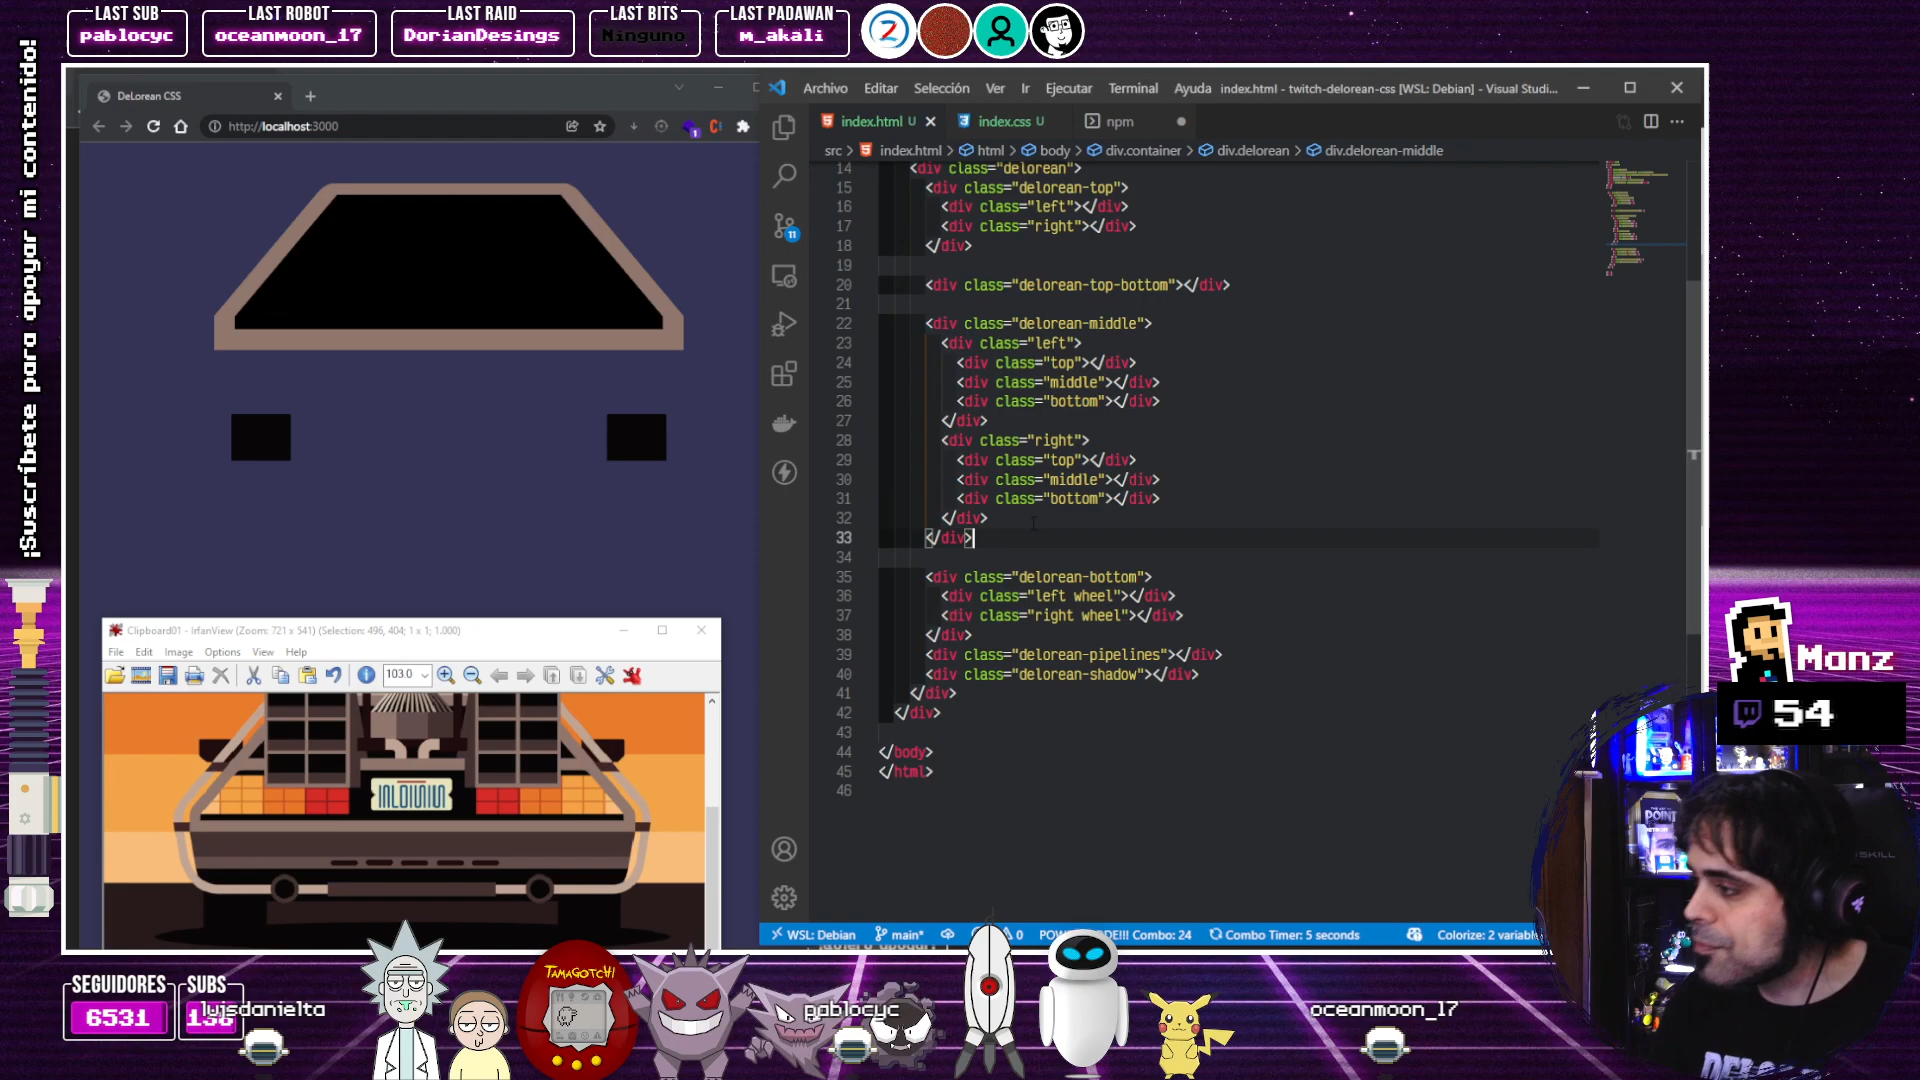 LAST SUB
pablocyc
LAST ROBOT
oceanmoon_17
LAST RAID
DorianDesings
LAST BITS
Ninguno
LAST PADAWAN
m_akali
¡Suscríbete para apoyar mi contenido!
DeLorean CSS
http://localhost:3000
Archivo Editar Selección Ver Ir Ejecutar Terminal Ayuda index.html - twitch-delorean-css [WSL: Debian] - Visual Studi...
index.html U index.css U npm
src > index.html > html > body > div.container > div.delorean > div.delorean-middle
14 <div class="delorean">
15 <div class="delorean-top">
16 <div class="left"></div>
17 <div class="right"></div>
18 </div>
19
20 <div class="delorean-top-bottom"></div>
21
22 <div class="delorean-middle">
23 <div class="left">
24 <div class="top"></div>
25 <div class="middle"></div>
26 <div class="bottom"></div>
27 </div>
28 <div class="right">
29 <div class="top"></div>
30 <div class="middle"></div>
31 <div class="bottom"></div>
32 </div>
33 </div>
34
35 <div class="delorean-bottom">
36 <div class="left wheel"></div>
37 <div class="right wheel"></div>
38 </div>
39 <div class="delorean-pipelines"></div>
40 <div class="delorean-shadow"></div>
41 </div>
42 </div>
43
44 </body>
45 </html>
46
11
Clipboard01 - IrfanView (Zoom: 721 x 541) (Selection: 496, 404; 1 x 1; 1.000)
File Edit Image Options View Help
103.0
Manz
54
WSL: Debian main* 0 Combo: 24 Combo Timer: 5 seconds Colorize: 2 variabl
SEGUIDORES
6531
SUBS
luisdanielta
TAMAGOTCHI
pablocyc
oceanmoon_17